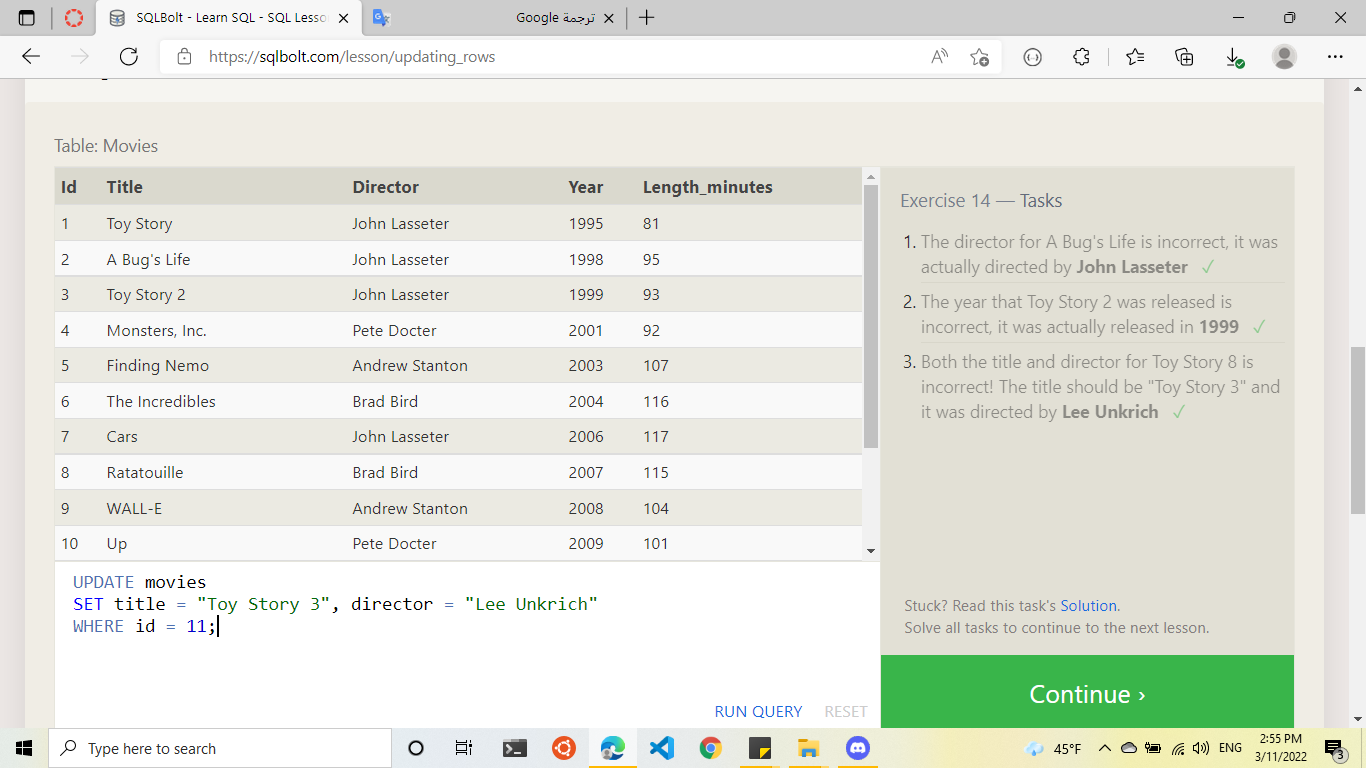 SQLBolt - Learn SQL - SQL Lesso
ترجمة Google
https://sqlbolt.com/lesson/updating_rows
Table: Movies
Id Title Director Year Length_minutes
1 Toy Story John Lasseter 1995 81
2 A Bug's Life John Lasseter 1998 95
3 Toy Story 2 John Lasseter 1999 93
4 Monsters, Inc. Pete Docter 2001 92
5 Finding Nemo Andrew Stanton 2003 107
6 The Incredibles Brad Bird 2004 116
7 Cars John Lasseter 2006 117
8 Ratatouille Brad Bird 2007 115
9 WALL-E Andrew Stanton 2008 104
10 Up Pete Docter 2009 101
UPDATE movies
SET title = "Toy Story 3", director = "Lee Unkrich"
WHERE id = 11;
RUN QUERY RESET
Exercise 14 — Tasks
1. The director for A Bug's Life is incorrect, it was
actually directed by John Lasseter ✓
2. The year that Toy Story 2 was released is
incorrect, it was actually released in 1999 ✓
3. Both the title and director for Toy Story 8 is
incorrect! The title should be "Toy Story 3" and
it was directed by Lee Unkrich ✓
Stuck? Read this task's Solution.
Solve all tasks to continue to the next lesson.
Continue ›
Type here to search
45°F
ENG
2:55 PM
3/11/2022
3